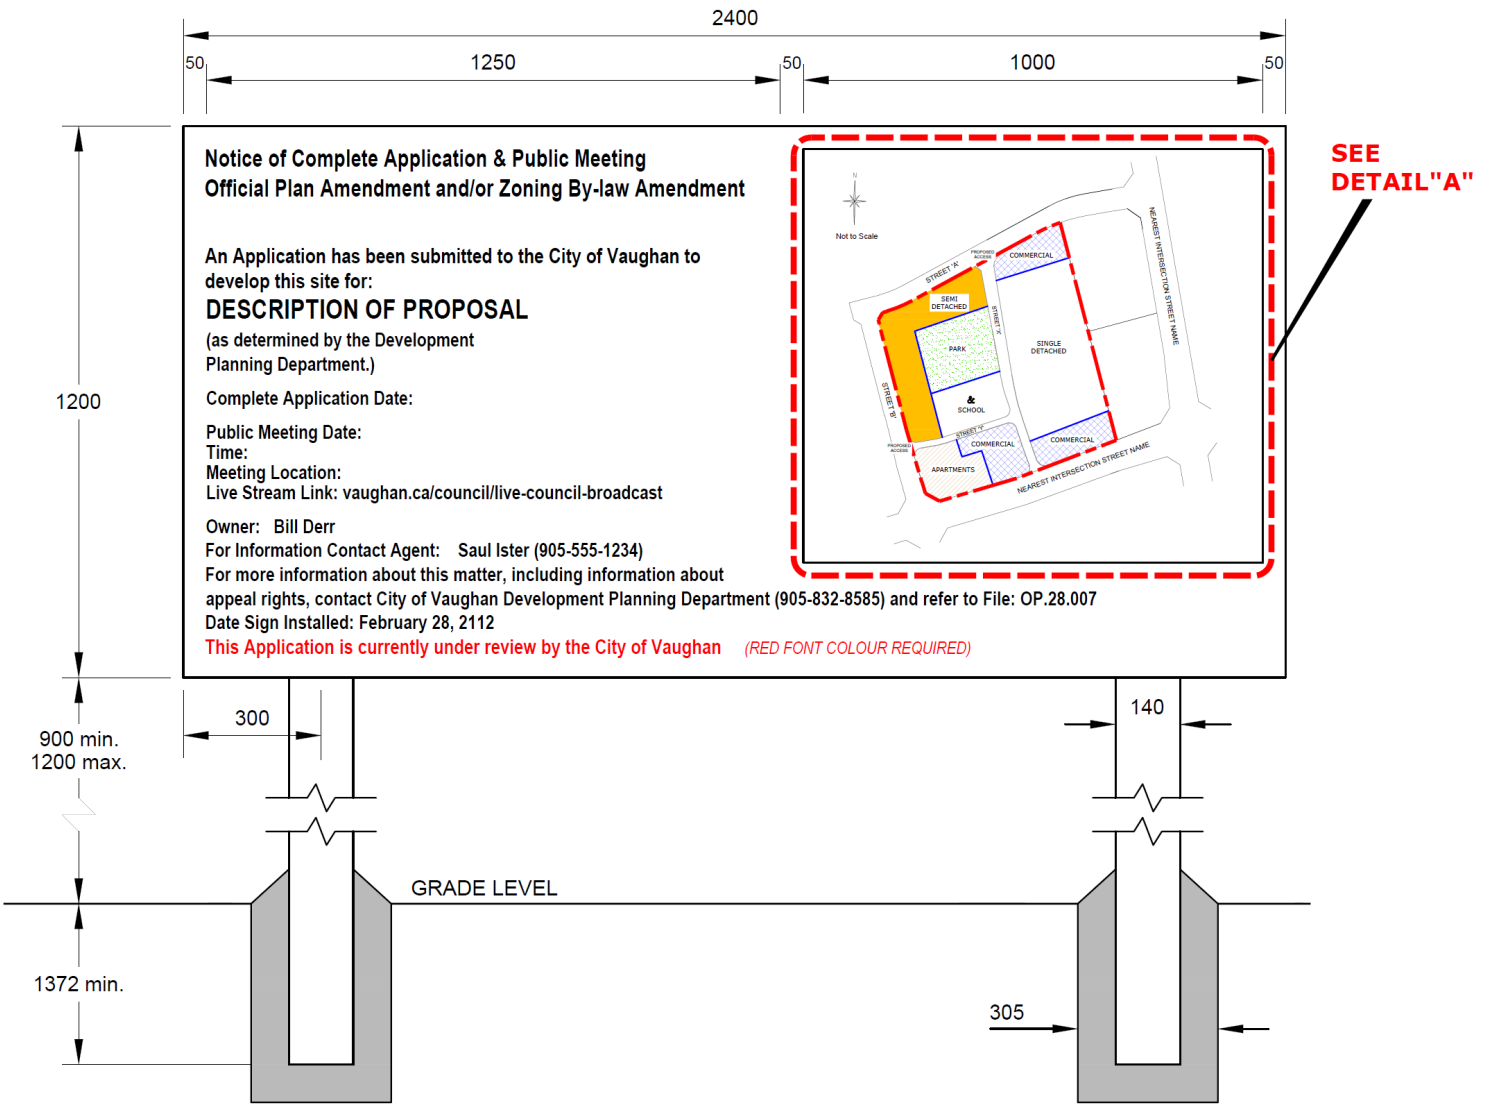 2400
50
1250
50
1000
50
Notice of Complete Application & Public Meeting
Official Plan Amendment and/or Zoning By-law Amendment
SEE
DETAIL"A"
An Application has been submitted to the City of Vaughan to
develop this site for:
DESCRIPTION OF PROPOSAL
(as determined by the Development
Planning Department.)
Complete Application Date:
Public Meeting Date:
Time:
Meeting Location:
Live Stream Link: vaughan.ca/council/live-council-broadcast
Owner: Bill Derr
For Information Contact Agent: Saul Ister (905-555-1234)
For more information about this matter, including information about
appeal rights, contact City of Vaughan Development Planning Department (905-832-8585) and refer to File: OP.28.007
Date Sign Installed: February 28, 2112
This Application is currently under review by the City of Vaughan (RED FONT COLOUR REQUIRED)
N
Not to Scale
STREET 'A'
PROPOSED
ACCESS
COMMERCIAL
NEAREST INTERSECTION STREET NAME
SEMI
DETACHED
STREET 'X'
PARK
SINGLE
DETACHED
STREET 'B'
&
SCHOOL
STREET 'Y'
PROPOSED
ACCESS
COMMERCIAL
COMMERCIAL
APARTMENTS
NEAREST INTERSECTION STREET NAME
1200
300
140
900 min.
1200 max.
GRADE LEVEL
1372 min.
305